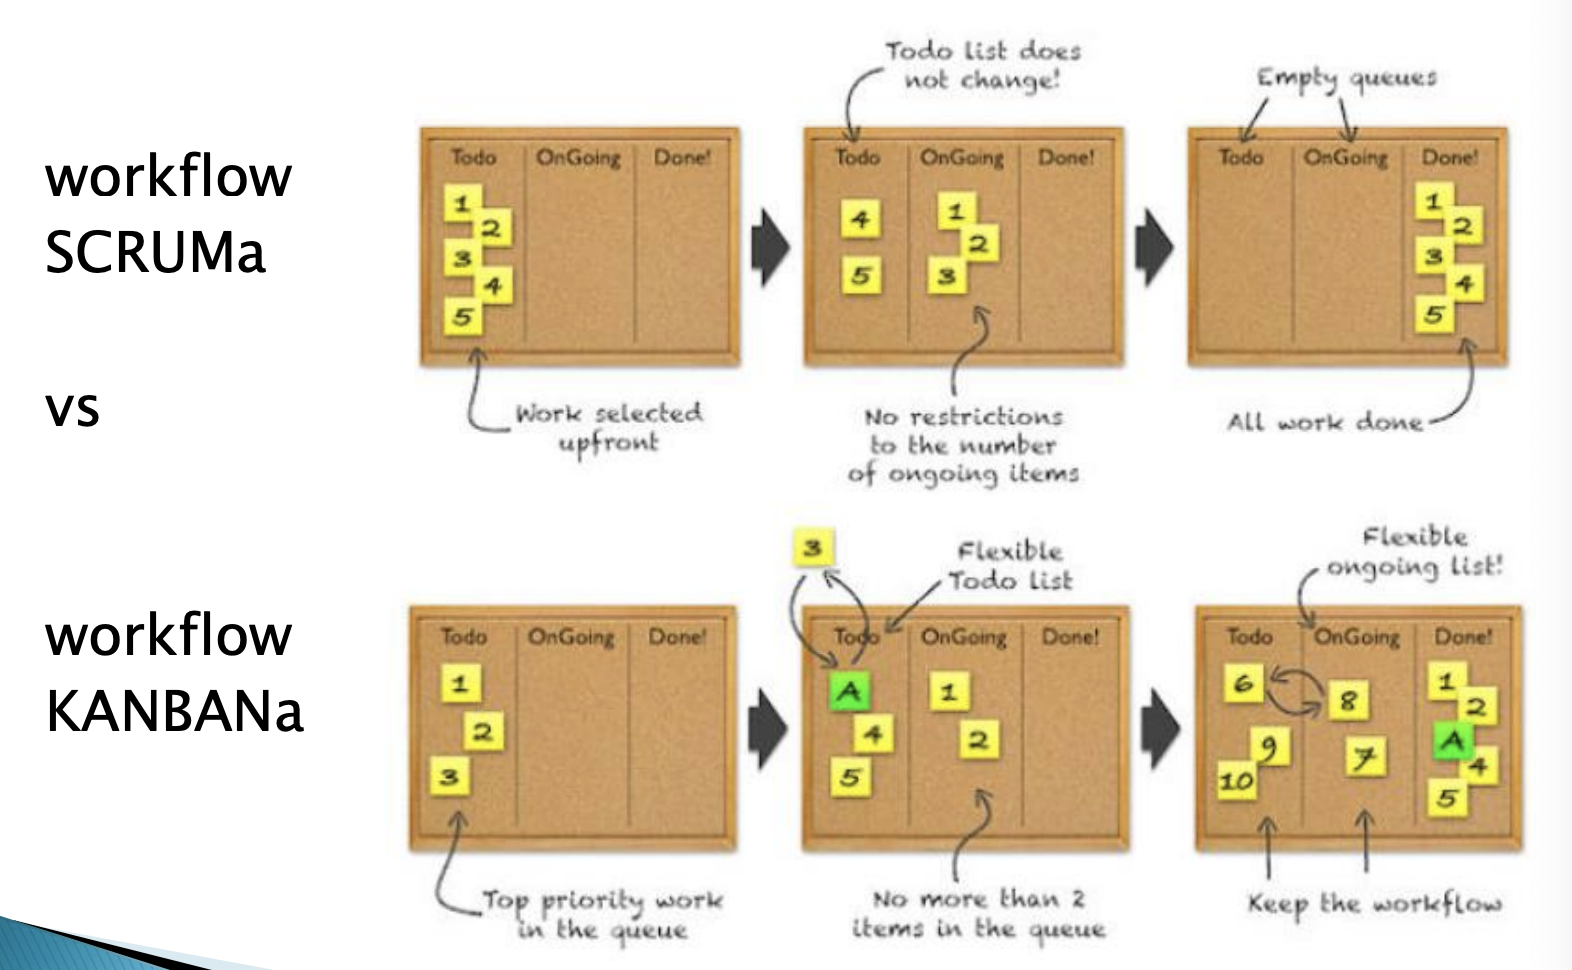 workflow
SCRUMa
vs
workflow
KANBANa
Todo list does
not change!
Empty queues
Todo OnGoing Done!
1
2
3
4
5
Todo OnGoing Done!
4
5
1
2
3
Todo OnGoing Done!
1
2
3
4
5
Work selected
upfront
No restrictions
to the number
of ongoing items
All work done
3
Flexible
Todo list
Flexible
ongoing list!
Todo OnGoing Done!
1
2
3
Todo OnGoing Done!
A
4
5
1
2
Todo OnGoing Done!
6
9
10
8
7
1
2
A
4
5
Top priority work
in the queue
No more than 2
items in the queue
Keep the workflow